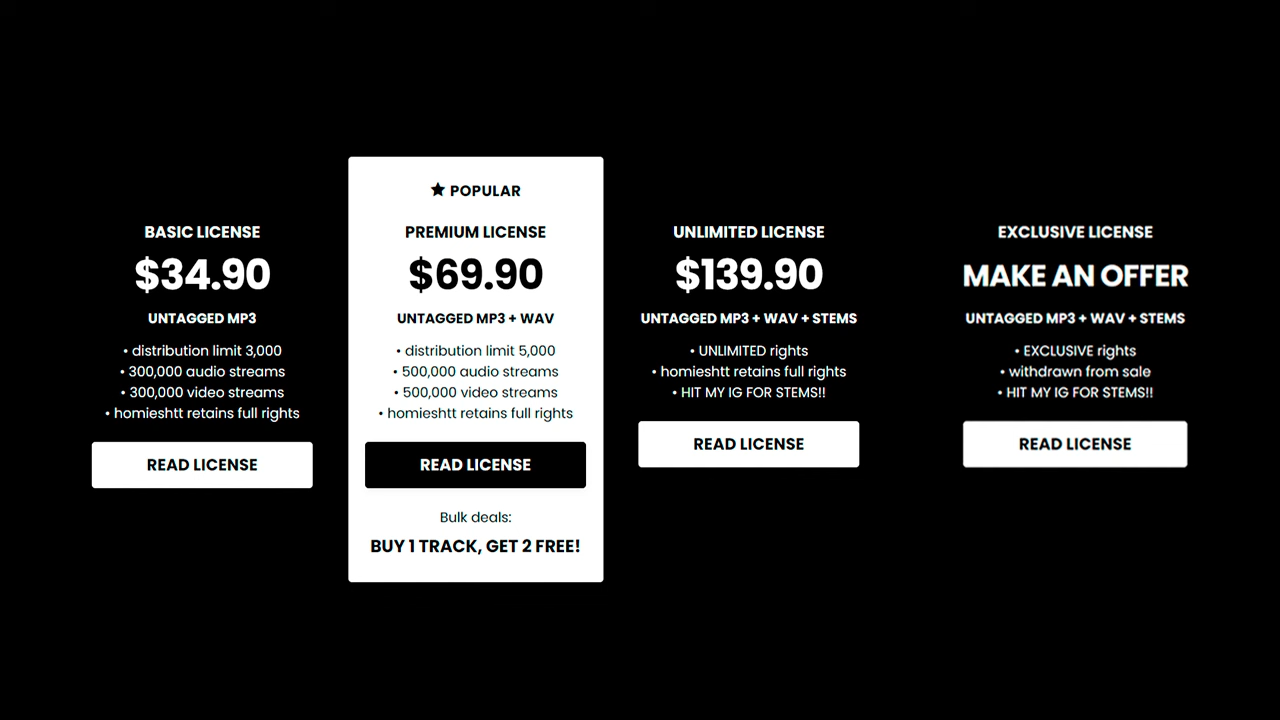 BASIC LICENSE
$34.90
UNTAGGED MP3
• distribution limit 3,000
• 300,000 audio streams
• 300,000 video streams
• homieshtt retains full rights
READ LICENSE
★ POPULAR
PREMIUM LICENSE
$69.90
UNTAGGED MP3 + WAV
• distribution limit 5,000
• 500,000 audio streams
• 500,000 video streams
• homieshtt retains full rights
READ LICENSE
Bulk deals:
BUY 1 TRACK, GET 2 FREE!
UNLIMITED LICENSE
$139.90
UNTAGGED MP3 + WAV + STEMS
• UNLIMITED rights
• homieshtt retains full rights
• HIT MY IG FOR STEMS!!
READ LICENSE
EXCLUSIVE LICENSE
MAKE AN OFFER
UNTAGGED MP3 + WAV + STEMS
• EXCLUSIVE rights
• withdrawn from sale
• HIT MY IG FOR STEMS!!
READ LICENSE